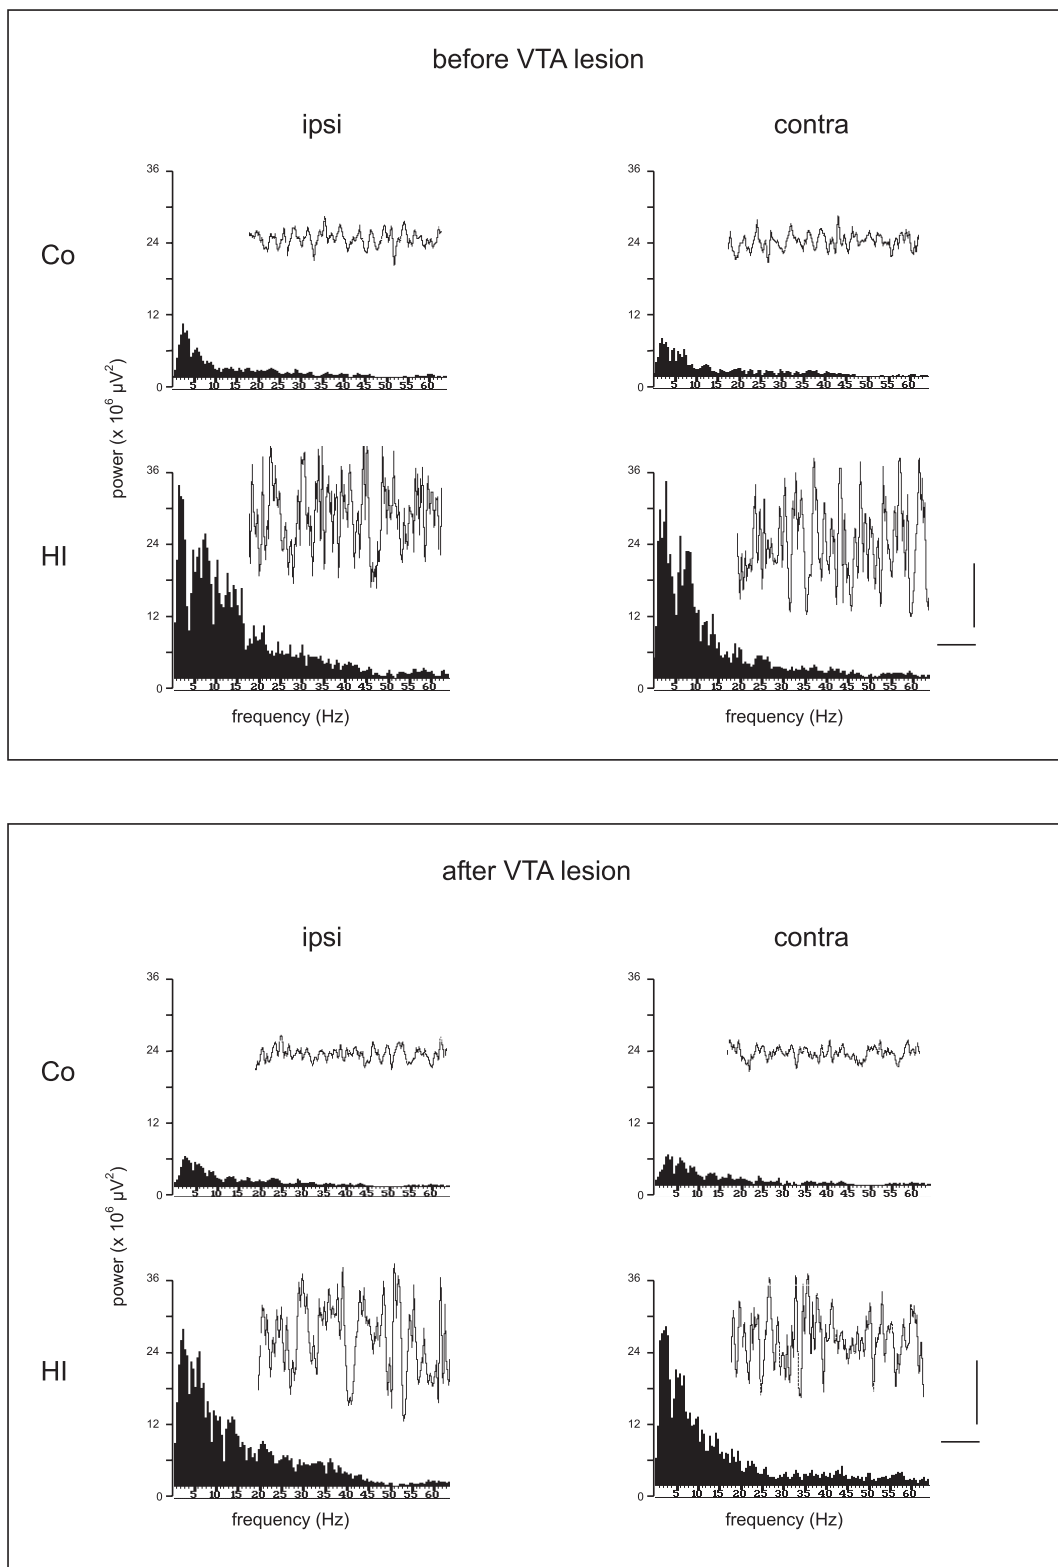 before VTA lesion
ipsi contra
Co
36 36
24 24
12 12
0 0
5 10 15 20 25 30 35 40 45 50 55 60 5 10 15 20 25 30 35 40 45 50 55 60
power (x 10⁶ µV²)
HI
36 36
24 24
12 12
0 0
5 10 15 20 25 30 35 40 45 50 55 60 5 10 15 20 25 30 35 40 45 50 55 60
frequency (Hz) frequency (Hz)
after VTA lesion
ipsi contra
Co
36 36
24 24
12 12
0 0
5 10 15 20 25 30 35 40 45 50 55 60 5 10 15 20 25 30 35 40 45 50 55 60
power (x 10⁶ µV²)
HI
36 36
24 24
12 12
0 0
5 10 15 20 25 30 35 40 45 50 55 60 5 10 15 20 25 30 35 40 45 50 55 60
frequency (Hz) frequency (Hz)